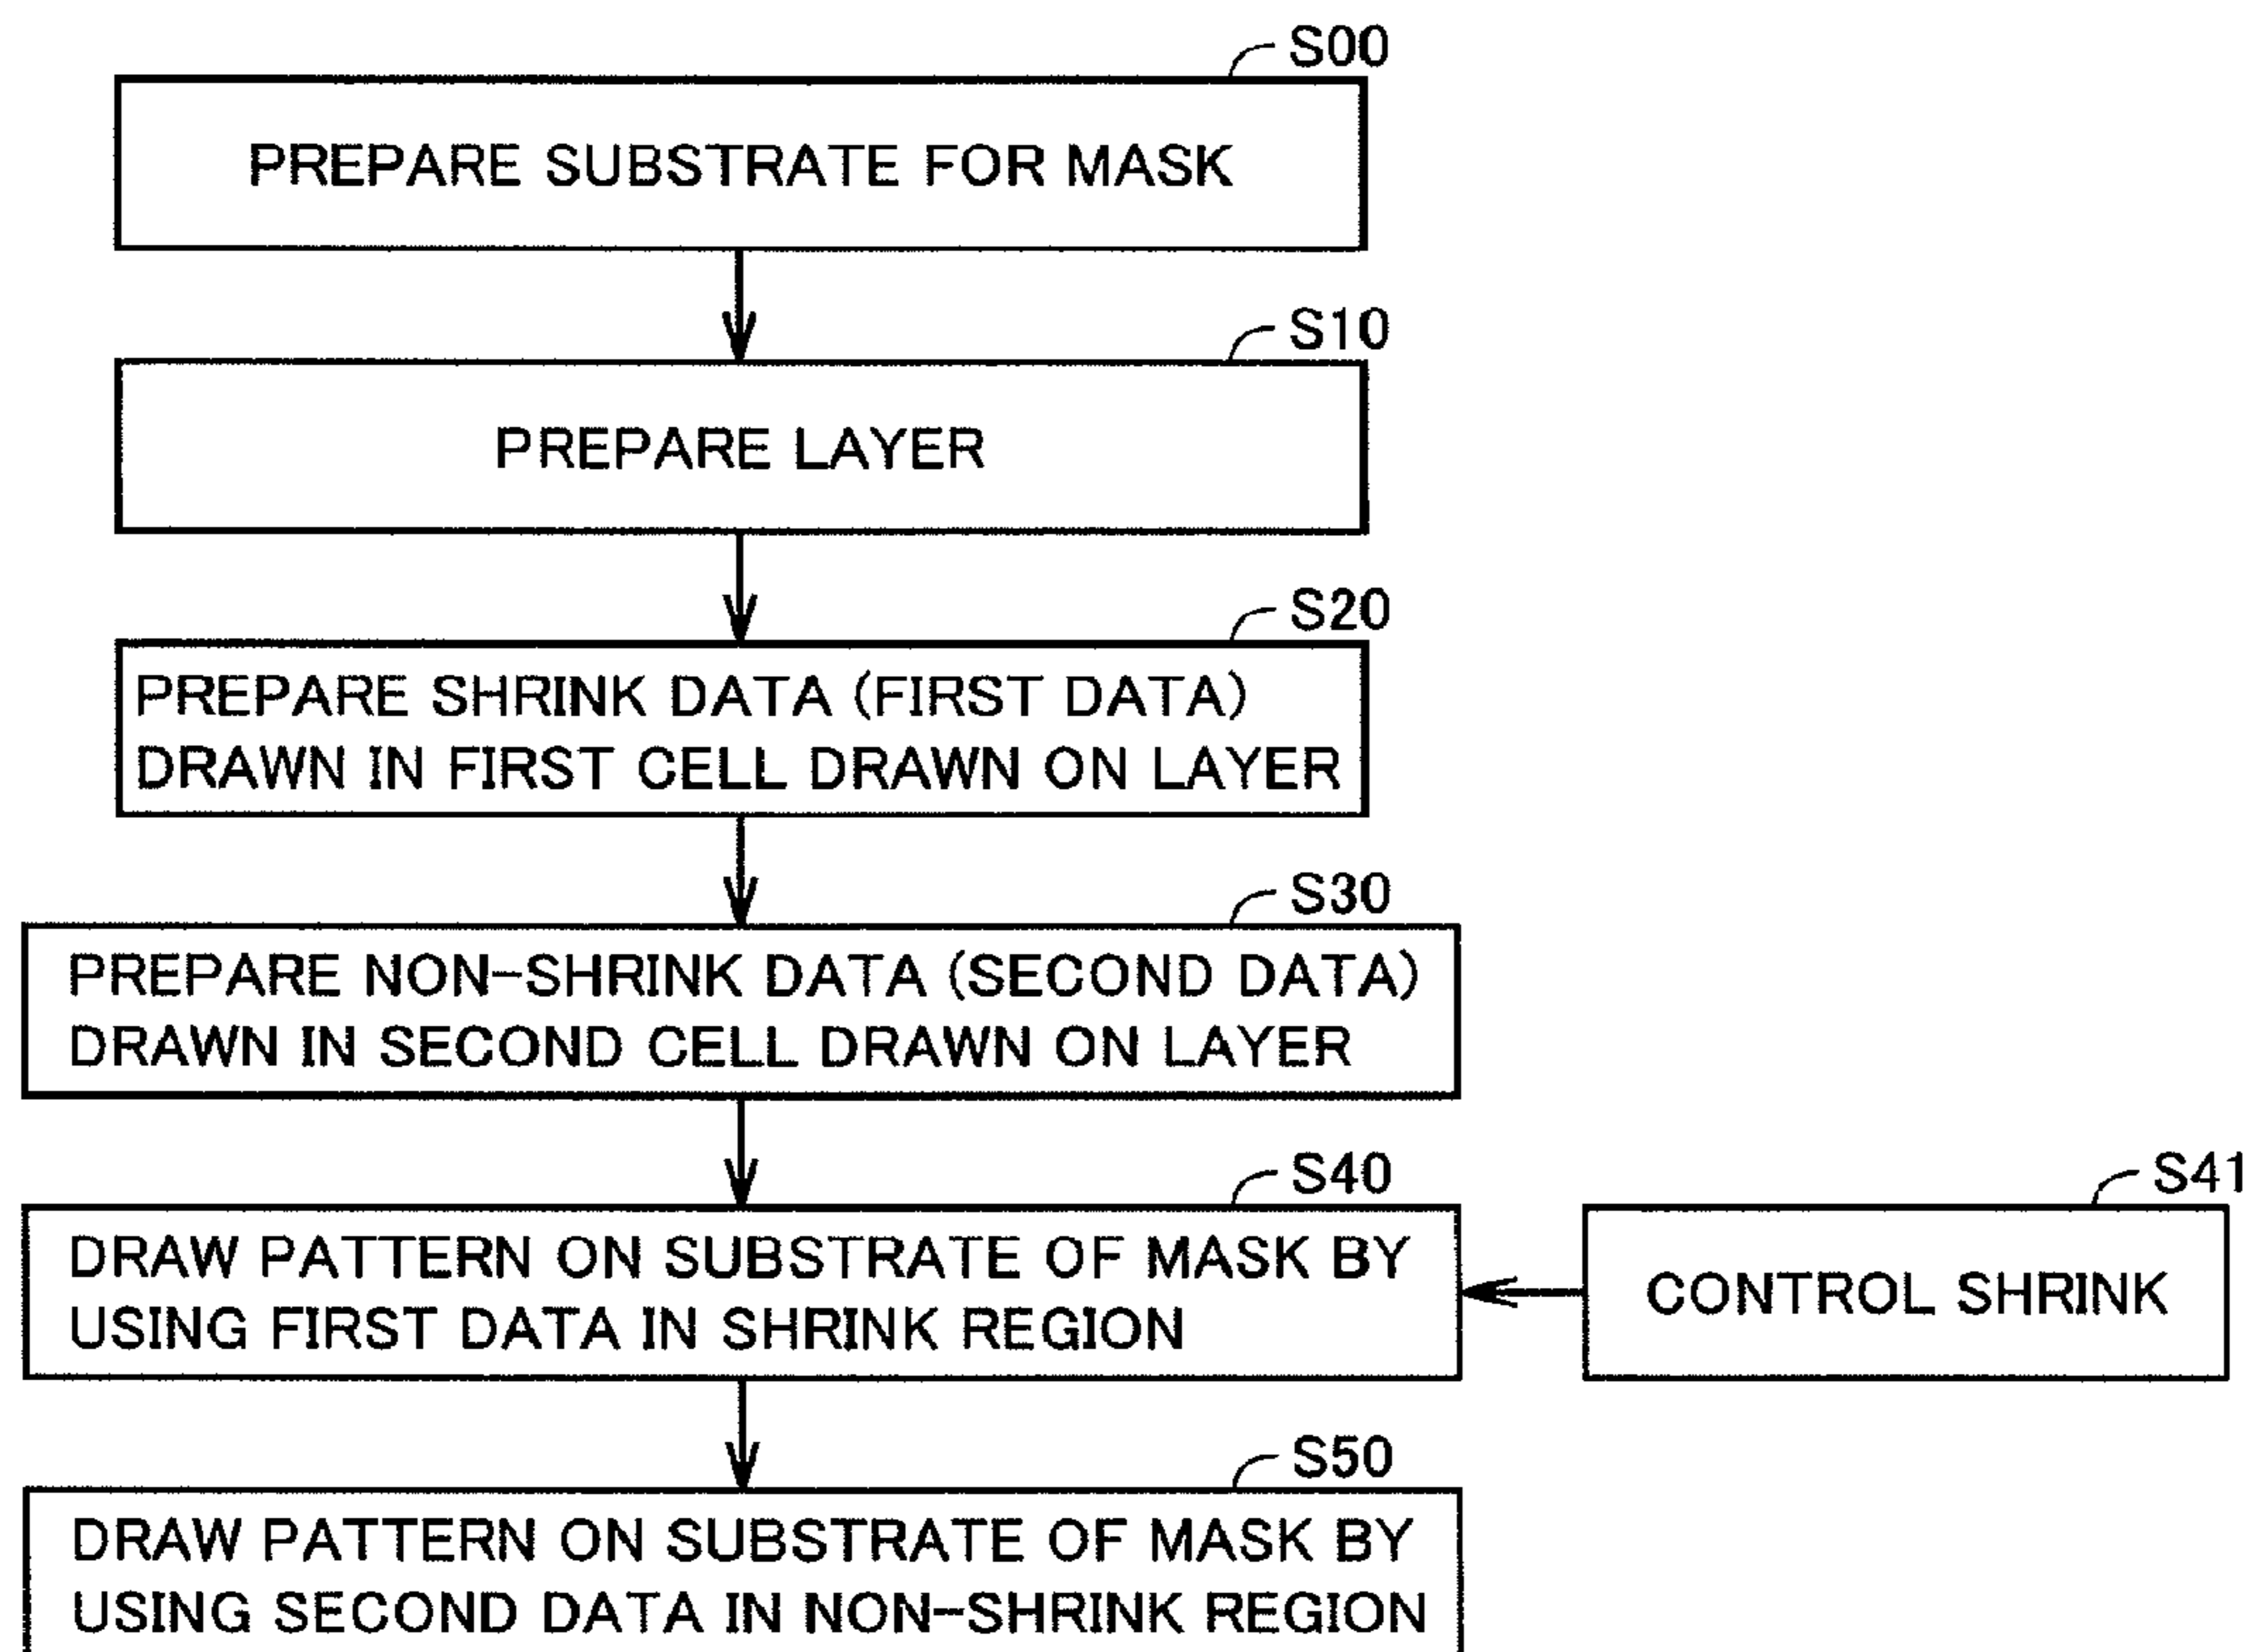 S00
PREPARE SUBSTRATE FOR MASK
S10
PREPARE LAYER
S20
PREPARE SHRINK DATA (FIRST DATA)
DRAWN IN FIRST CELL DRAWN ON LAYER
S30
PREPARE NON-SHRINK DATA (SECOND DATA)
DRAWN IN SECOND CELL DRAWN ON LAYER
S40
DRAW PATTERN ON SUBSTRATE OF MASK BY
USING FIRST DATA IN SHRINK REGION
S41
CONTROL SHRINK
S50
DRAW PATTERN ON SUBSTRATE OF MASK BY
USING SECOND DATA IN NON-SHRINK REGION